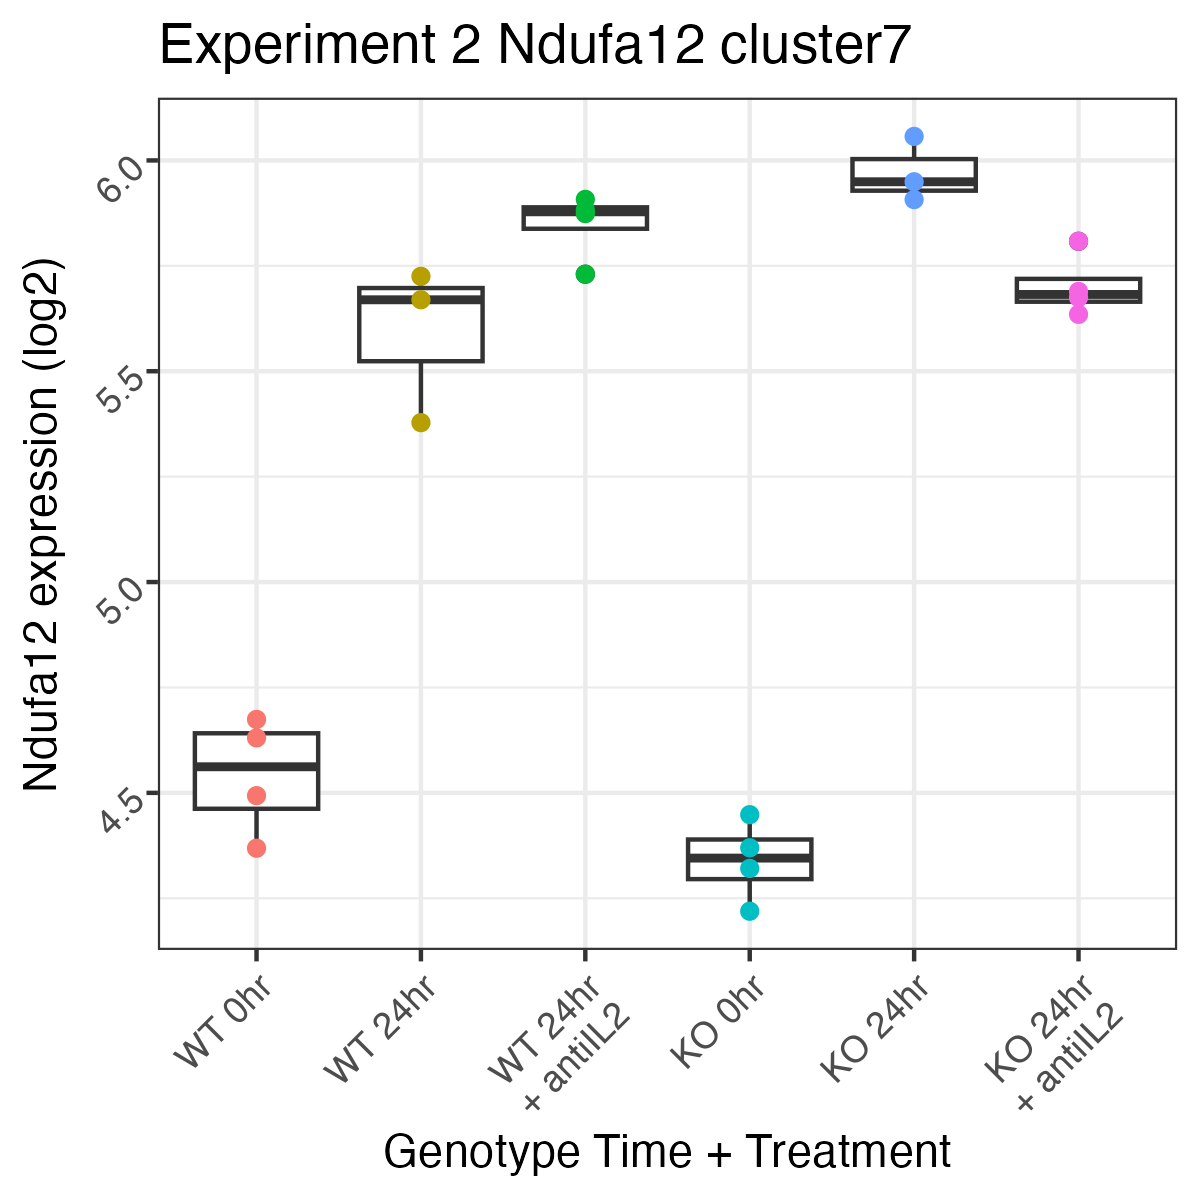 Experiment 2 Ndufa12 cluster7
Ndufa12 expression (log2)
6.0
5.5
5.0
4.5
WT 0hr
WT 24hr
WT 24hr
+ antiIL2
KO 0hr
KO 24hr
KO 24hr
+ antiIL2
Genotype Time + Treatment